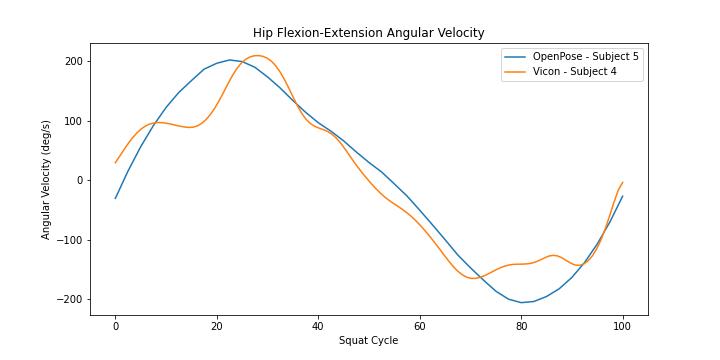 Hip Flexion-Extension Angular Velocity
OpenPose - Subject 5
Vicon - Subject 4
Angular Velocity (deg/s)
200
100
0
−100
−200
0 20 40 60 80 100
Squat Cycle